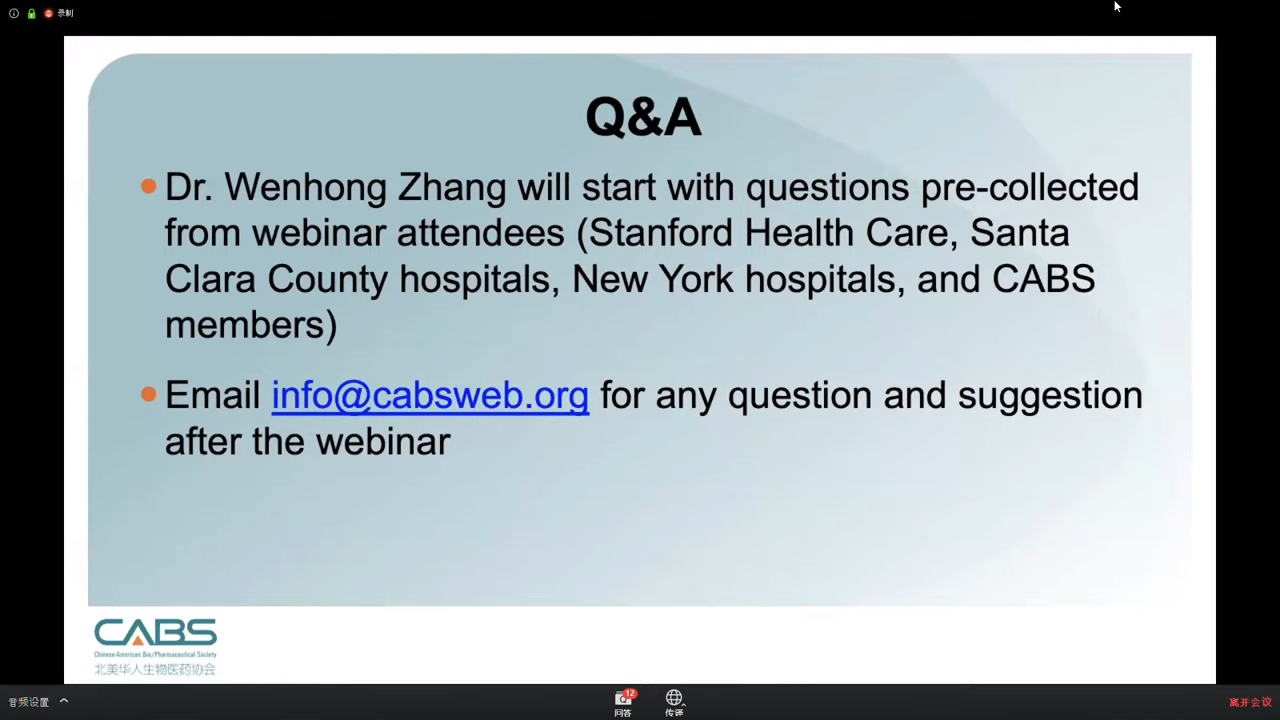 录制
Q&A
Dr. Wenhong Zhang will start with questions pre-collected
from webinar attendees (Stanford Health Care, Santa
Clara County hospitals, New York hospitals, and CABS
members)
Email info@cabsweb.org for any question and suggestion
after the webinar
CABS
Chinese-American Bio/Pharmaceutical Society
北美华人生物医药协会
音频设置
12
问答
传译
离开会议